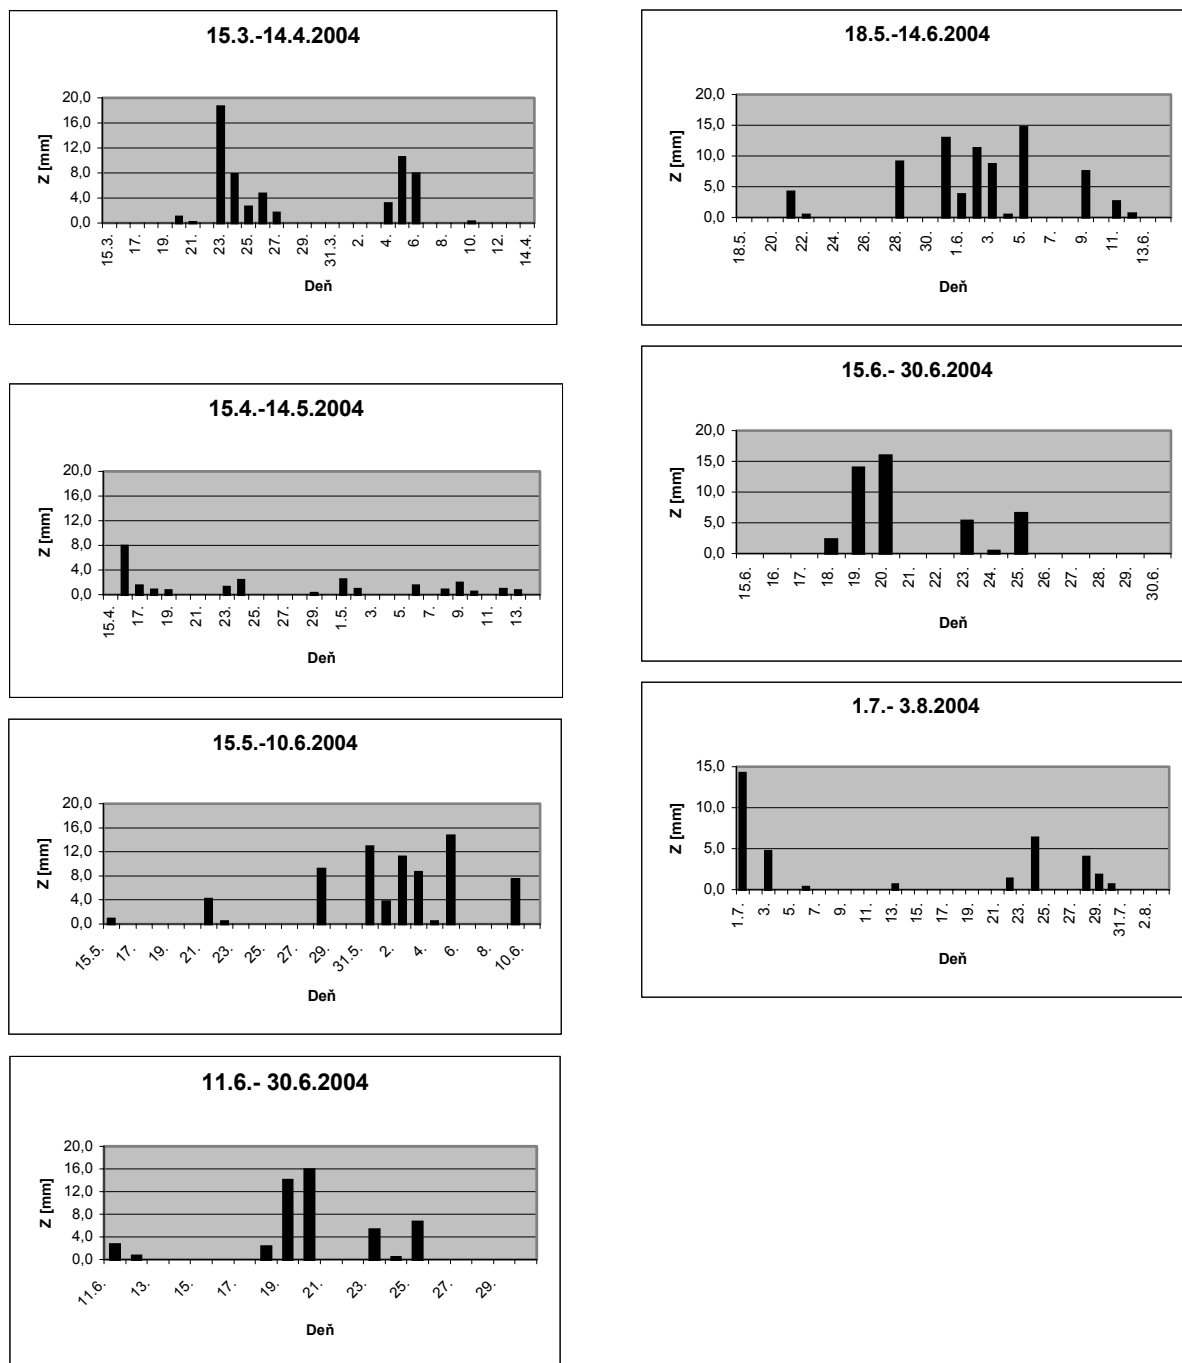 15.3.-14.4.2004
20,0
16,0
12,0
8,0
4,0
0,0
Z [mm]
15.3. 17. 19. 21. 23. 25. 27. 29. 31.3. 2. 4. 6. 8. 10. 12. 14.4.
Deň
15.4.-14.5.2004
20,0
16,0
12,0
8,0
4,0
0,0
Z [mm]
15.4. 17. 19. 21. 23. 25. 27. 29. 1.5. 3. 5. 7. 9. 11. 13.
Deň
15.5.-10.6.2004
20,0
16,0
12,0
8,0
4,0
0,0
Z [mm]
15.5. 17. 19. 21. 23. 25. 27. 29. 31.5. 2. 4. 6. 8. 10.6.
Deň
11.6.- 30.6.2004
20,0
16,0
12,0
8,0
4,0
0,0
Z [mm]
11.6. 13. 15. 17. 19. 21. 23. 25. 27. 29.
Deň
18.5.-14.6.2004
20,0
15,0
10,0
5,0
0,0
Z [mm]
18.5. 20. 22. 24. 26. 28. 30. 1.6. 3. 5. 7. 9. 11. 13.6.
Deň
15.6.- 30.6.2004
20,0
15,0
10,0
5,0
0,0
Z [mm]
15.6. 16. 17. 18. 19. 20. 21. 22. 23. 24. 25. 26. 27. 28. 29. 30.6.
Deň
1.7.- 3.8.2004
15,0
10,0
5,0
0,0
Z [mm]
1.7. 3. 5. 7. 9. 11. 13. 15. 17. 19. 21. 23. 25. 27. 29. 31.7. 2.8.
Deň